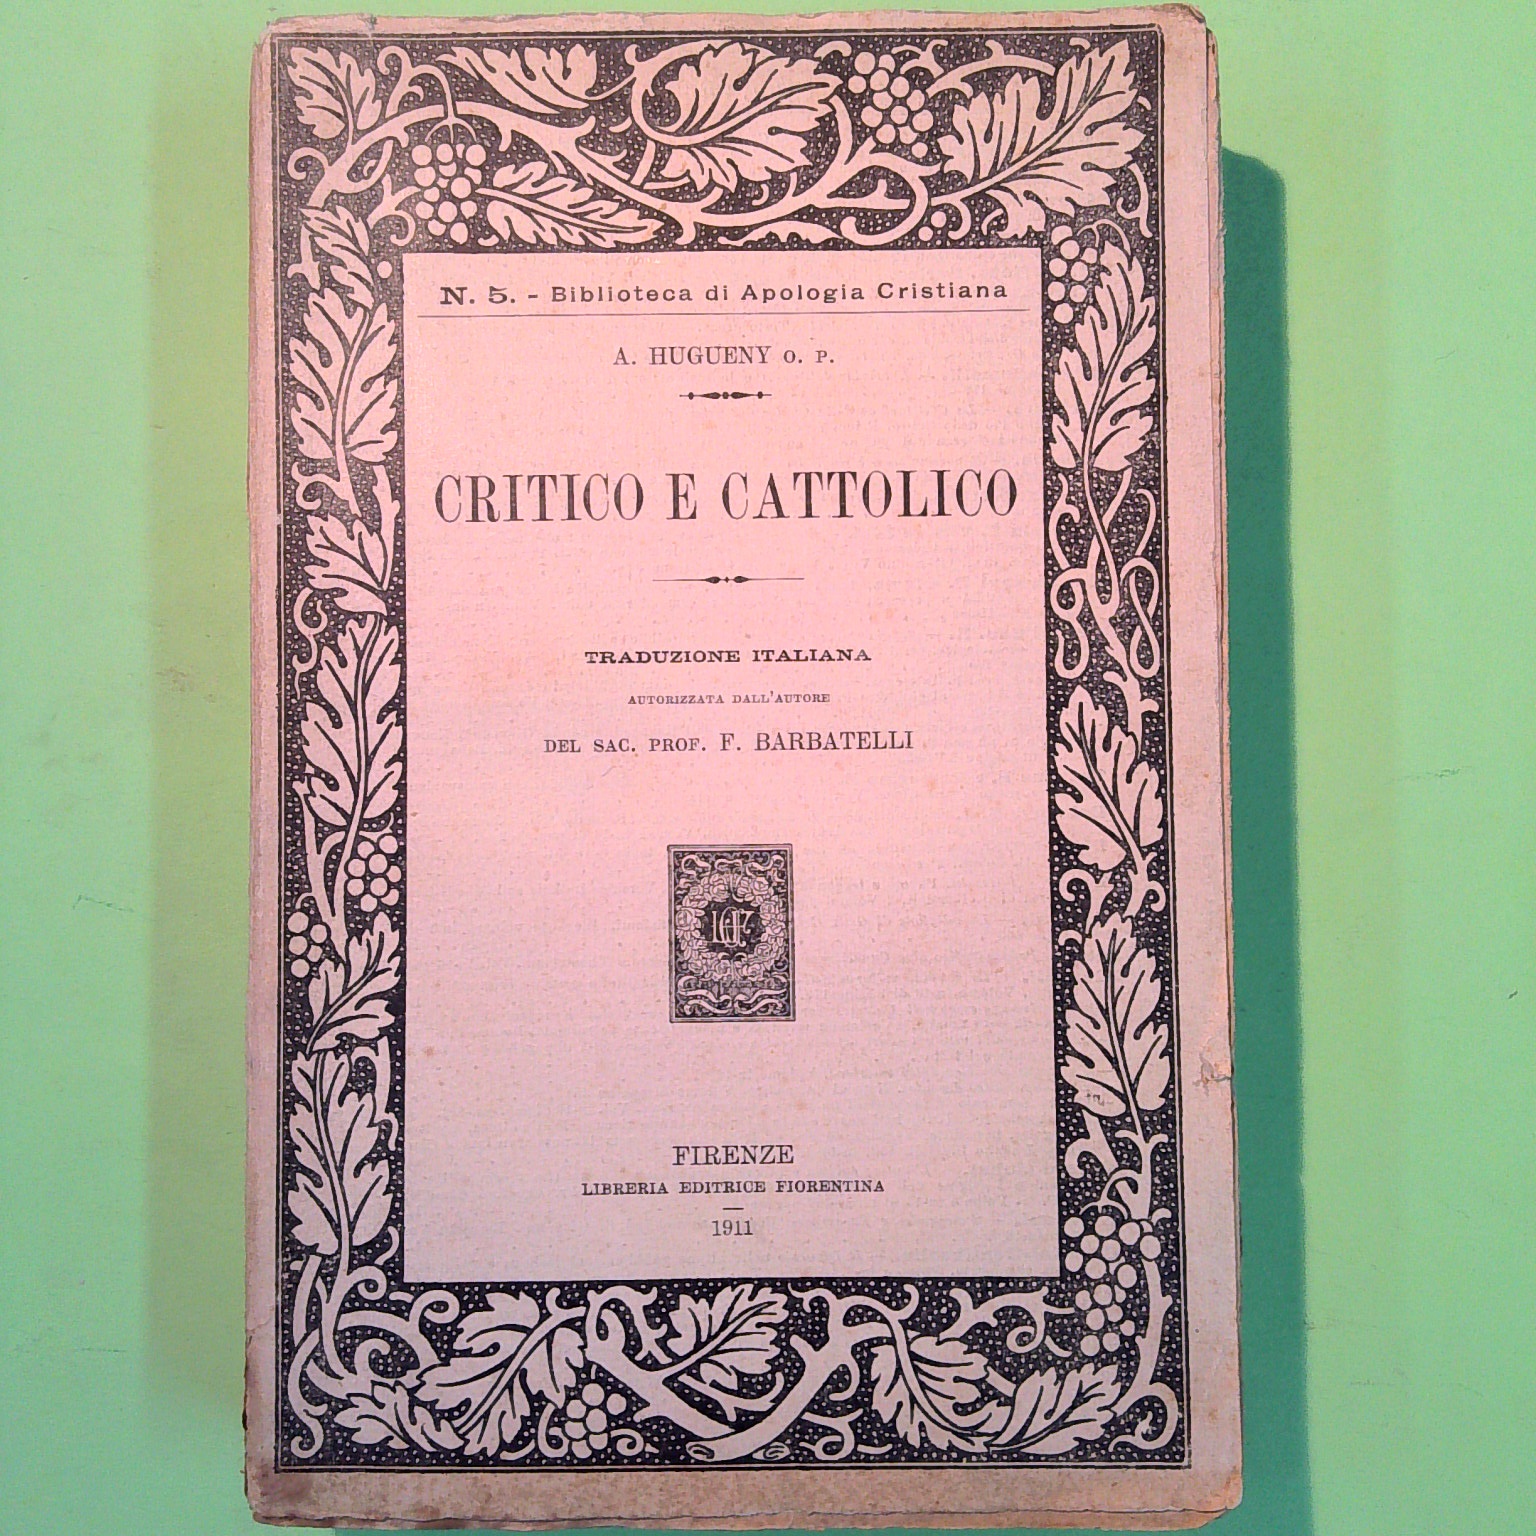 N. 5. - Biblioteca di Apologia Cristiana
A. HUGUENY O. P.
CRITICO E CATTOLICO
TRADUZIONE ITALIANA
AUTORIZZATA DALL'AUTORE
DEL SAC. PROF. F. BARBATELLI
FIRENZE
LIBRERIA EDITRICE FIORENTINA
1911